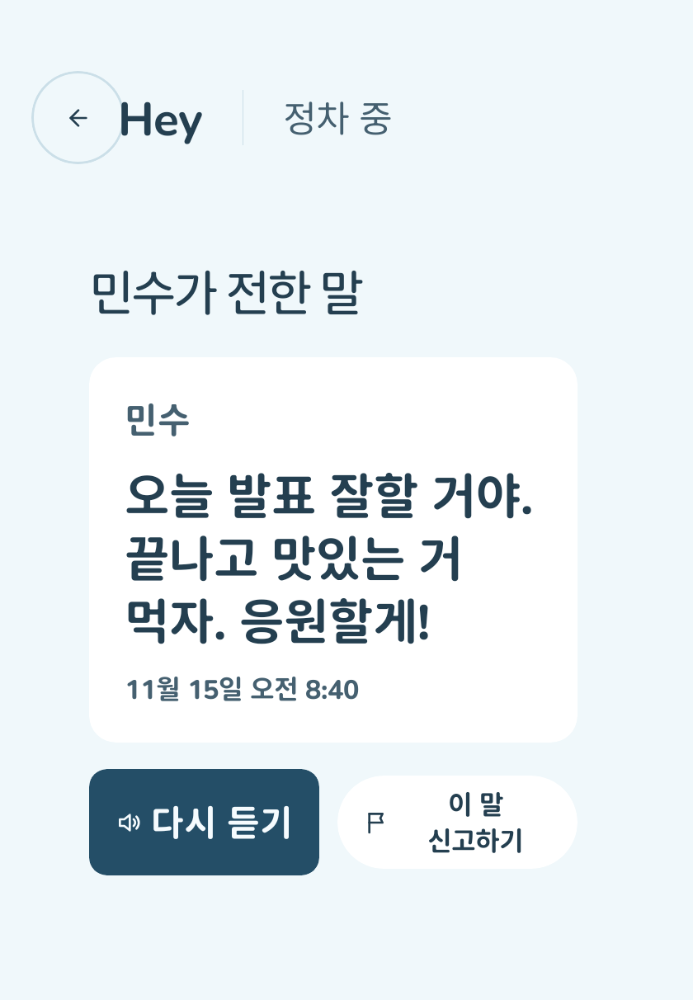 Hey
정차 중
민수가 전한 말
민수
오늘 발표 잘할 거야.
끝나고 맛있는 거
먹자. 응원할게!
11월 15일 오전 8:40
다시 듣기
이 말
신고하기